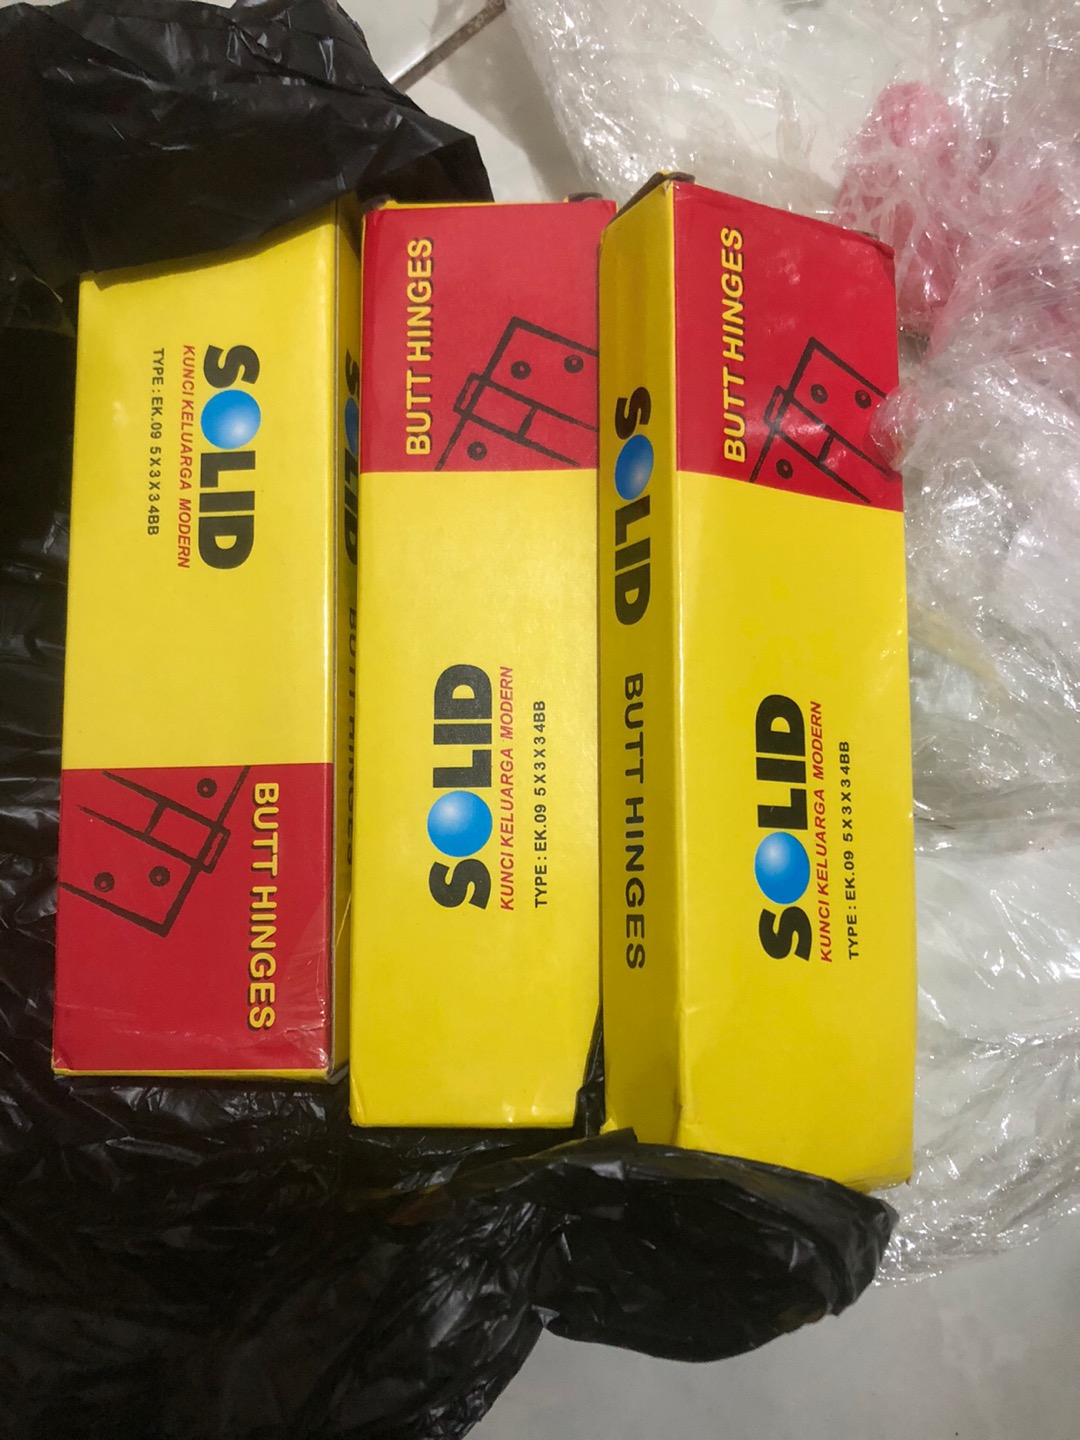 SOLID
KUNCI KELUARGA MODERN
TYPE : EK.09 5 X 3 X 3 4BB
BUTT HINGES
SOLID BUTT HINGES
BUTT HINGES
SOLID
KUNCI KELUARGA MODERN
TYPE : EK.09 5 X 3 X 3 4BB
SOLID BUTT HINGES
BUTT HINGES
SOLID
KUNCI KELUARGA MODERN
TYPE : EK.09 5 X 3 X 3 4BB